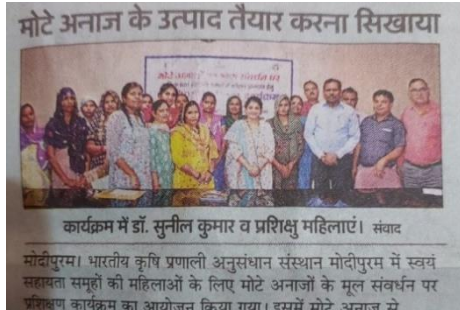 मोटे अनाज के उत्पाद तैयार करना सिखाया
कार्यक्रम में डॉ. सुनील कुमार व प्रशिक्षु महिलाएं। संवाद
मोदीपुरम। भारतीय कृषि प्रणाली अनुसंधान संस्थान मोदीपुरम में स्वयं
सहायता समूहों की महिलाओं के लिए मोटे अनाजों के मूल संवर्धन पर
प्रशिक्षण कार्यक्रम का आयोजन किया गया। इसमें मोटे अनाज से